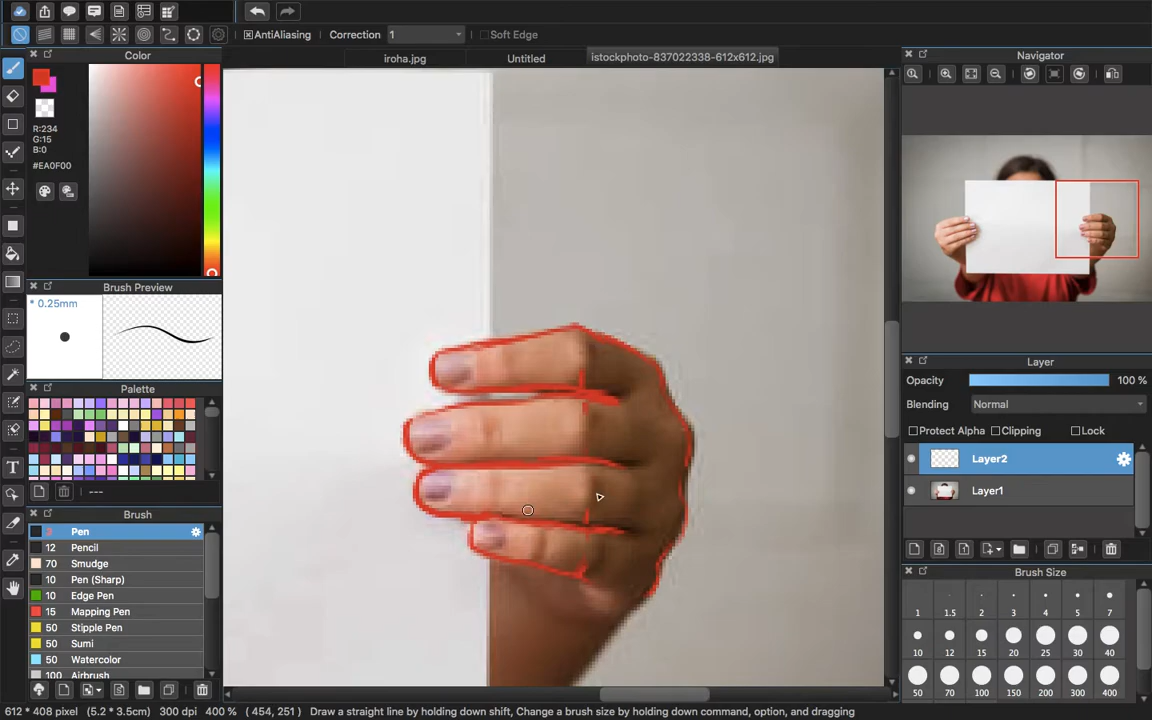 AntiAliasing
Correction
1
Soft Edge
Color
iroha.jpg
Untitled
istockphoto-837022338-612x612.jpg
Navigator
R:234
G:15
B:0
#EA0F00
Brush Preview
* 0.25mm
Palette
---
Brush
3 Pen
12 Pencil
70 Smudge
10 Pen (Sharp)
10 Edge Pen
15 Mapping Pen
50 Stipple Pen
50 Sumi
50 Watercolor
100 Airbrush
Layer
Opacity 100 %
Blending Normal
Protect Alpha Clipping Lock
Layer2
Layer1
Brush Size
1 1.5 2 3 4 5 7
10 12 15 20 25 30 40
50 70 100 150 200 300 400
612 * 408 pixel (5.2 * 3.5cm) 300 dpi 400 % ( 454, 251 ) Draw a straight line by holding down shift, Change a brush size by holding down command, option, and dragging